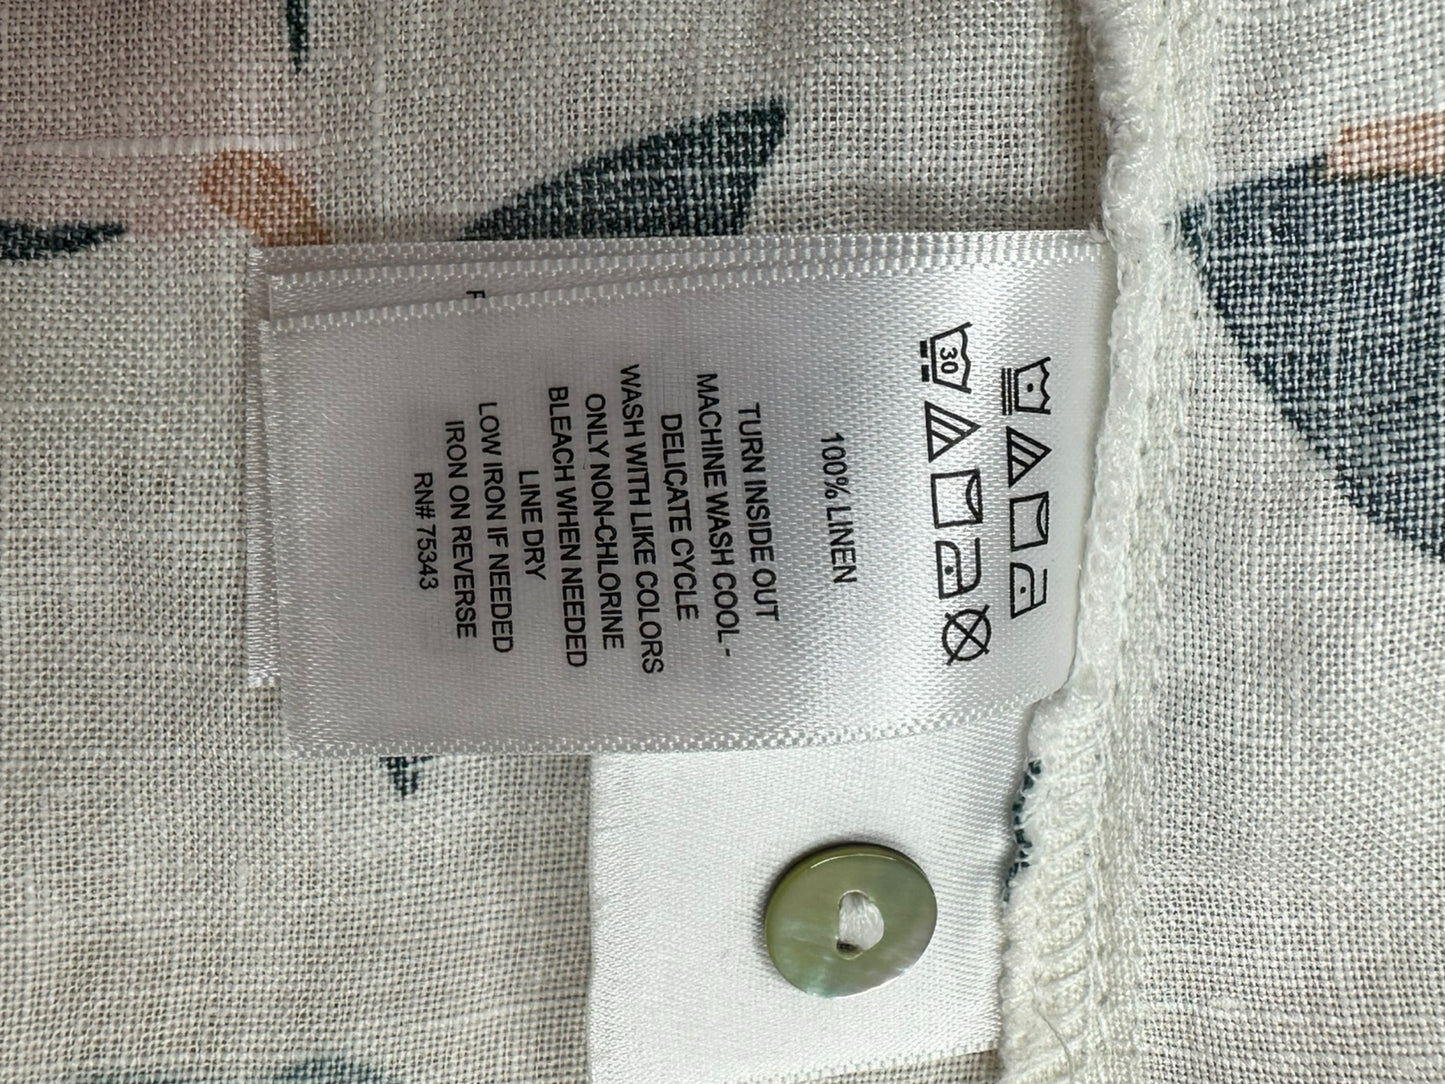 30
100% LINEN
TURN INSIDE OUT
MACHINE WASH COOL -
DELICATE CYCLE
WASH WITH LIKE COLORS
ONLY NON-CHLORINE
BLEACH WHEN NEEDED
LINE DRY
LOW IRON IF NEEDED
IRON ON REVERSE
RN# 75343